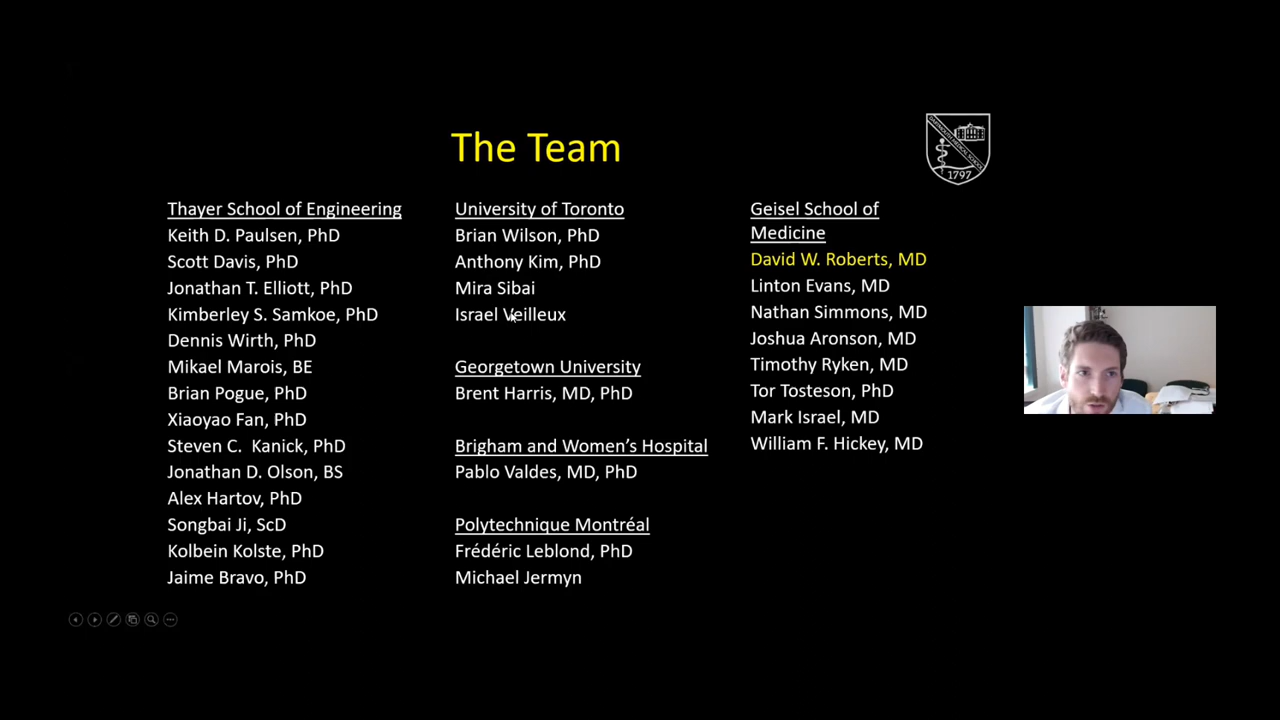 The Team
DARTMOUTH MEDICAL SCHOOL
1797
Thayer School of Engineering
Keith D. Paulsen, PhD
Scott Davis, PhD
Jonathan T. Elliott, PhD
Kimberley S. Samkoe, PhD
Dennis Wirth, PhD
Mikael Marois, BE
Brian Pogue, PhD
Xiaoyao Fan, PhD
Steven C. Kanick, PhD
Jonathan D. Olson, BS
Alex Hartov, PhD
Songbai Ji, ScD
Kolbein Kolste, PhD
Jaime Bravo, PhD
University of Toronto
Brian Wilson, PhD
Anthony Kim, PhD
Mira Sibai
Israel Veilleux
Georgetown University
Brent Harris, MD, PhD
Brigham and Women’s Hospital
Pablo Valdes, MD, PhD
Polytechnique Montréal
Frédéric Leblond, PhD
Michael Jermyn
Geisel School of
Medicine
David W. Roberts, MD
Linton Evans, MD
Nathan Simmons, MD
Joshua Aronson, MD
Timothy Ryken, MD
Tor Tosteson, PhD
Mark Israel, MD
William F. Hickey, MD